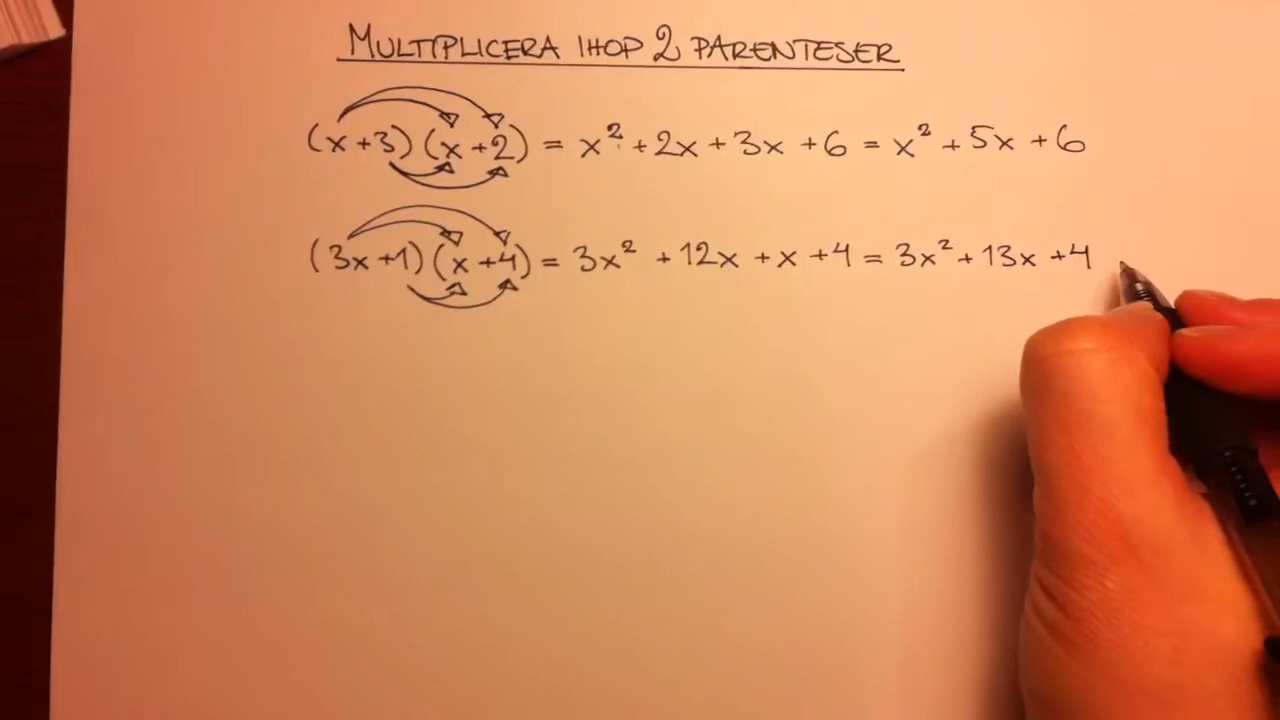 MULTIPLICERA IHOP 2 PARENTESER
(x+3)(x+2) = x² + 2x + 3x + 6 = x² + 5x + 6
(3x+1)(x+4) = 3x² + 12x + x + 4 = 3x² + 13x + 4